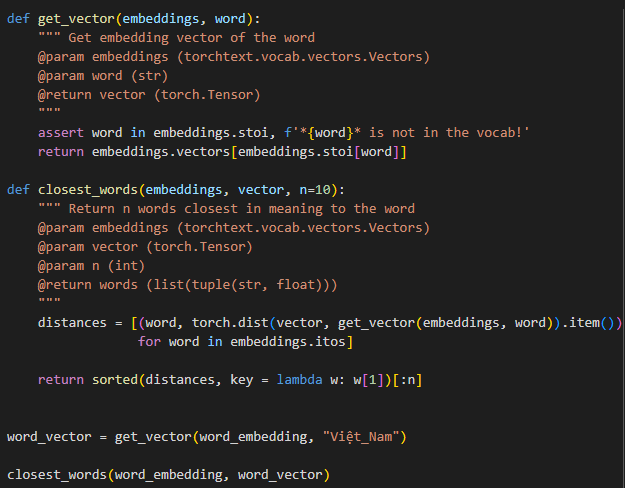 def get_vector(embeddings, word):
    """ Get embedding vector of the word
    @param embeddings (torchtext.vocab.vectors.Vectors)
    @param word (str)
    @return vector (torch.Tensor)
    """
    assert word in embeddings.stoi, f'*{word}* is not in the vocab!'
    return embeddings.vectors[embeddings.stoi[word]]

def closest_words(embeddings, vector, n=10):
    """ Return n words closest in meaning to the word
    @param embeddings (torchtext.vocab.vectors.Vectors)
    @param vector (torch.Tensor)
    @param n (int)
    @return words (list(tuple(str, float)))
    """
    distances = [(word, torch.dist(vector, get_vector(embeddings, word)).item())
                 for word in embeddings.itos]

    return sorted(distances, key = lambda w: w[1])[:n]


word_vector = get_vector(word_embedding, "Việt_Nam")

closest_words(word_embedding, word_vector)